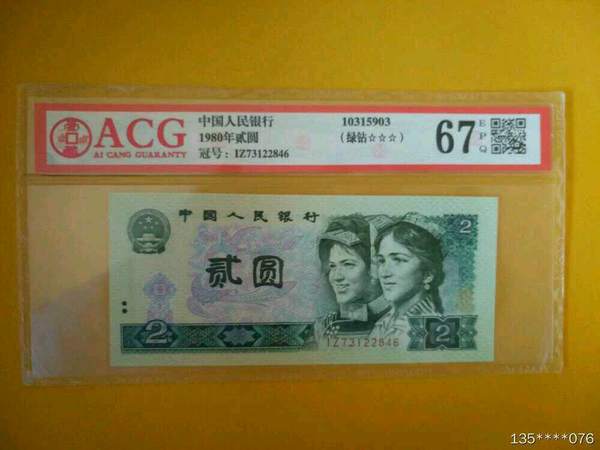 ACG
AI CANG GUARANTY
中国人民银行
1980年贰圆
冠号：IZ73122846
10315903
（绿钻☆☆☆）
67
EPQ
中国人民银行
贰圆
2
2
2
IZ73122846
135****076